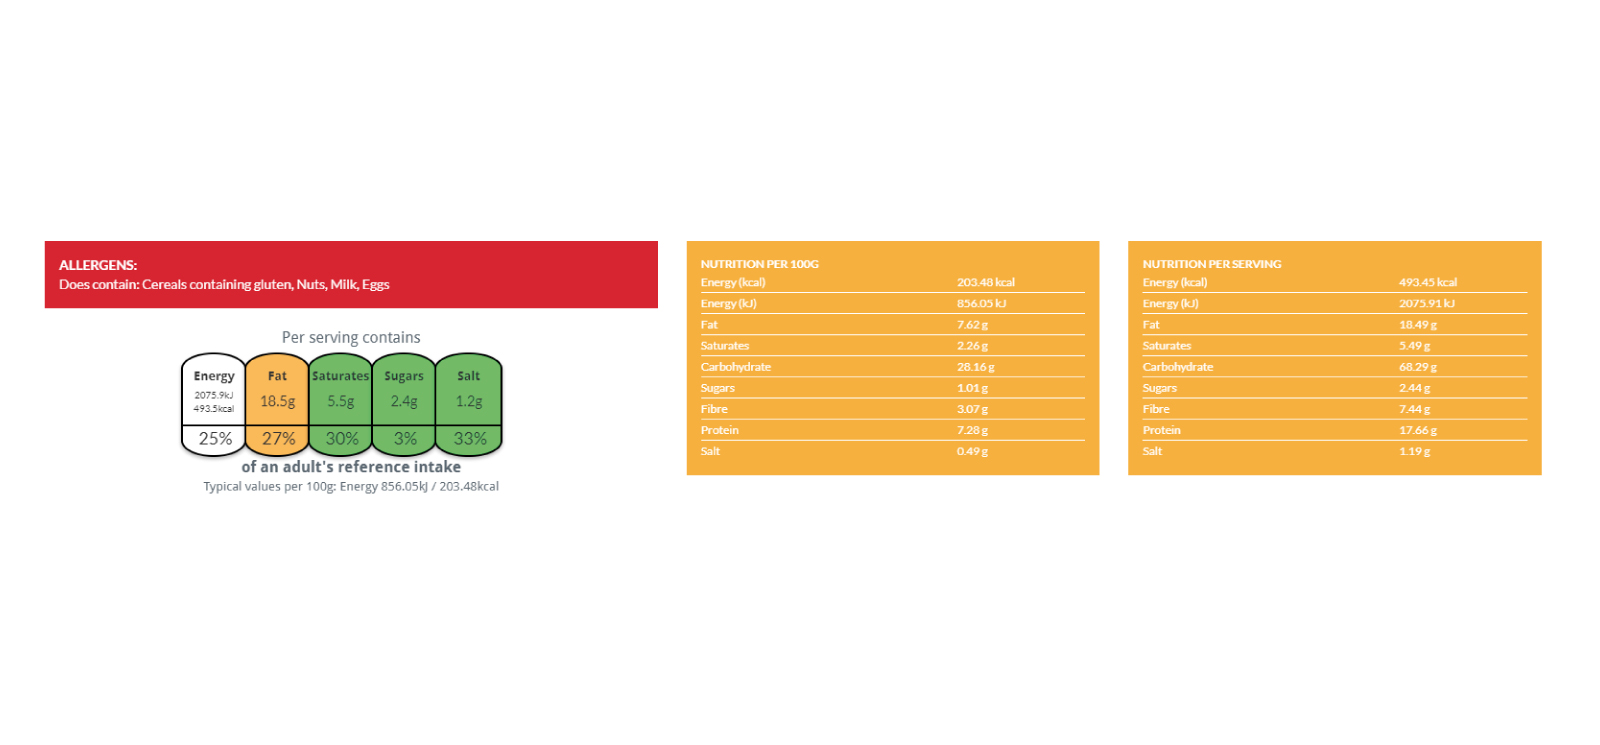 ALLERGENS:
Does contain: Cereals containing gluten, Nuts, Milk, Eggs
Per serving contains
Energy Fat Saturates Sugars Salt
2075.9kJ
493.5kcal
18.5g 5.5g 2.4g 1.2g
25% 27% 30% 3% 33%
of an adult's reference intake
Typical values per 100g: Energy 856.05kJ / 203.48kcal
NUTRITION PER 100G
Energy (kcal) 203.48 kcal
Energy (kJ) 856.05 kJ
Fat 7.62 g
Saturates 2.26 g
Carbohydrate 28.16 g
Sugars 1.01 g
Fibre 3.07 g
Protein 7.28 g
Salt 0.49 g
NUTRITION PER SERVING
Energy (kcal) 493.45 kcal
Energy (kJ) 2075.91 kJ
Fat 18.49 g
Saturates 5.49 g
Carbohydrate 68.29 g
Sugars 2.44 g
Fibre 7.44 g
Protein 17.66 g
Salt 1.19 g